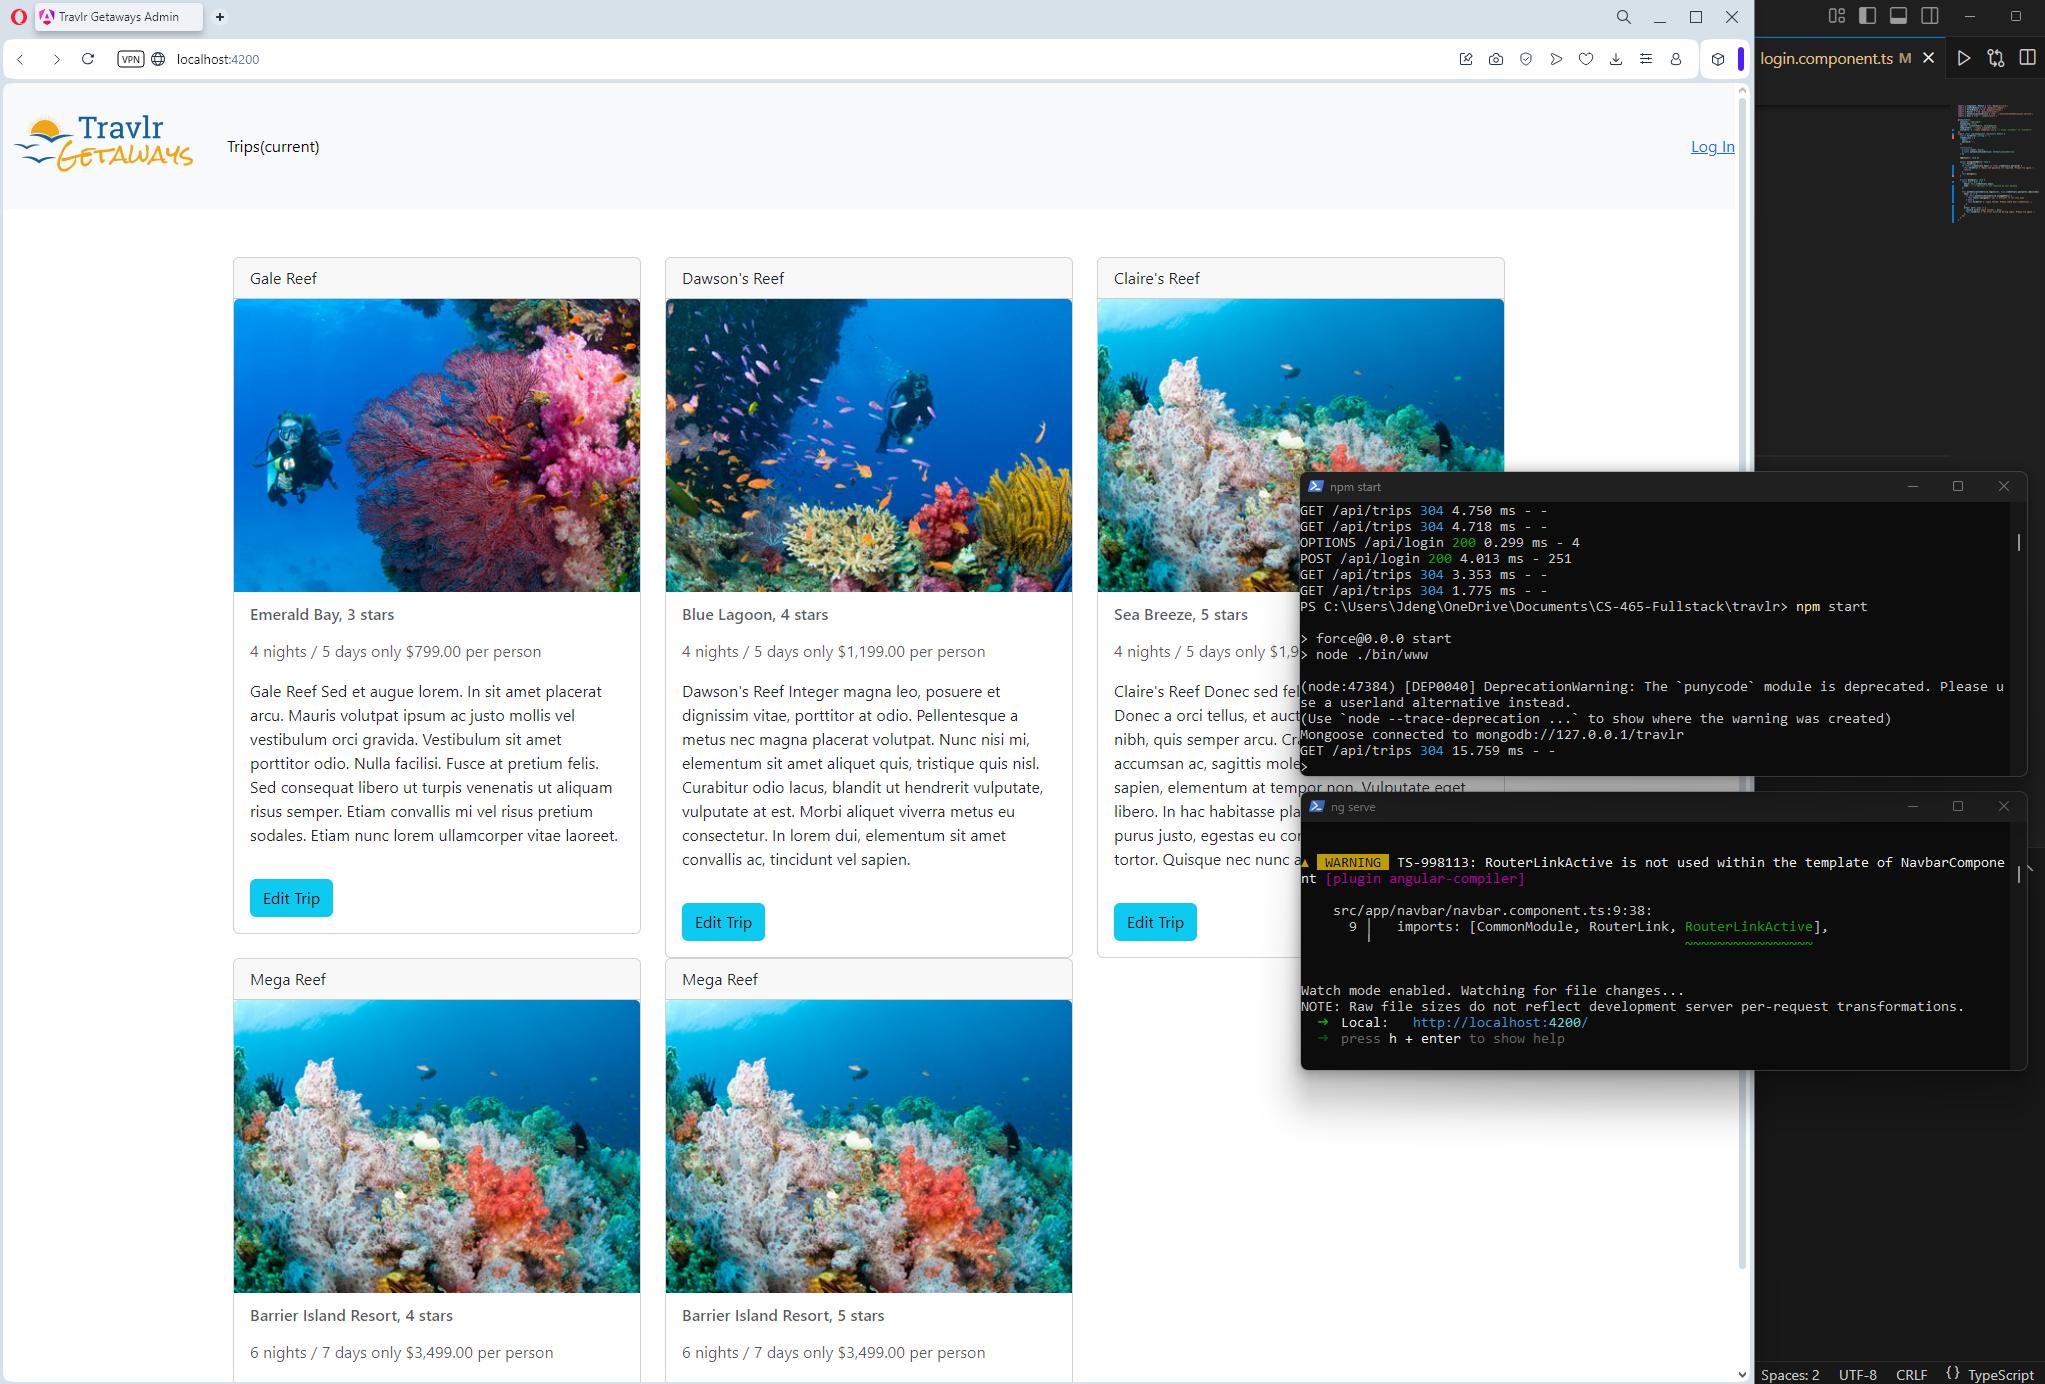 Travlr Getaways Admin
VPN
localhost:4200
login.component.ts M
Travlr
GETAWAYS
Trips(current)
Log In
Gale Reef
Emerald Bay, 3 stars
4 nights / 5 days only $799.00 per person
Gale Reef Sed et augue lorem. In sit amet placerat
arcu. Mauris volutpat ipsum ac justo mollis vel
vestibulum orci gravida. Vestibulum sit amet
porttitor odio. Nulla facilisi. Fusce at pretium felis.
Sed consequat libero ut turpis venenatis ut aliquam
risus semper. Etiam convallis mi vel risus pretium
sodales. Etiam nunc lorem ullamcorper vitae laoreet.
Edit Trip
Dawson's Reef
Blue Lagoon, 4 stars
4 nights / 5 days only $1,199.00 per person
Dawson's Reef Integer magna leo, posuere et
dignissim vitae, porttitor at odio. Pellentesque a
metus nec magna placerat volutpat. Nunc nisi mi,
elementum sit amet aliquet quis, tristique quis nisl.
Curabitur odio lacus, blandit ut hendrerit vulputate,
vulputate at est. Morbi aliquet viverra metus eu
consectetur. In lorem dui, elementum sit amet
convallis ac, tincidunt vel sapien.
Edit Trip
Claire's Reef
Sea Breeze, 5 stars
4 nights / 5 days only $1,9
Claire's Reef Donec sed fel
Donec a orci tellus, et auct
nibh, quis semper arcu. Cra
accumsan ac, sagittis mole
sapien, elementum at tempor non. Vulputate eget
libero. In hac habitasse pla
purus justo, egestas eu cor
tortor. Quisque nec nunc a
Edit Trip
Mega Reef
Barrier Island Resort, 4 stars
6 nights / 7 days only $3,499.00 per person
Mega Reef
Barrier Island Resort, 5 stars
6 nights / 7 days only $3,499.00 per person
npm start
GET /api/trips 304 4.750 ms - -
GET /api/trips 304 4.718 ms - -
OPTIONS /api/login 200 0.299 ms - 4
POST /api/login 200 4.013 ms - 251
GET /api/trips 304 3.353 ms - -
GET /api/trips 304 1.775 ms - -
PS C:\Users\Jdeng\OneDrive\Documents\CS-465-Fullstack\travlr> npm start
> force@0.0.0 start
> node ./bin/www
(node:47384) [DEP0040] DeprecationWarning: The `punycode` module is deprecated. Please u
se a userland alternative instead.
(Use `node --trace-deprecation ...` to show where the warning was created)
Mongoose connected to mongodb://127.0.0.1/travlr
GET /api/trips 304 15.759 ms - -
>
ng serve
▲ WARNING TS-998113: RouterLinkActive is not used within the template of NavbarCompone
nt [plugin angular-compiler]
src/app/navbar/navbar.component.ts:9:38:
9 │ imports: [CommonModule, RouterLink, RouterLinkActive],
~~~~~~~~~~~~~~~~
Watch mode enabled. Watching for file changes...
NOTE: Raw file sizes do not reflect development server per-request transformations.
➜ Local: http://localhost:4200/
➜ press h + enter to show help
Spaces: 2 UTF-8 CRLF {} TypeScript